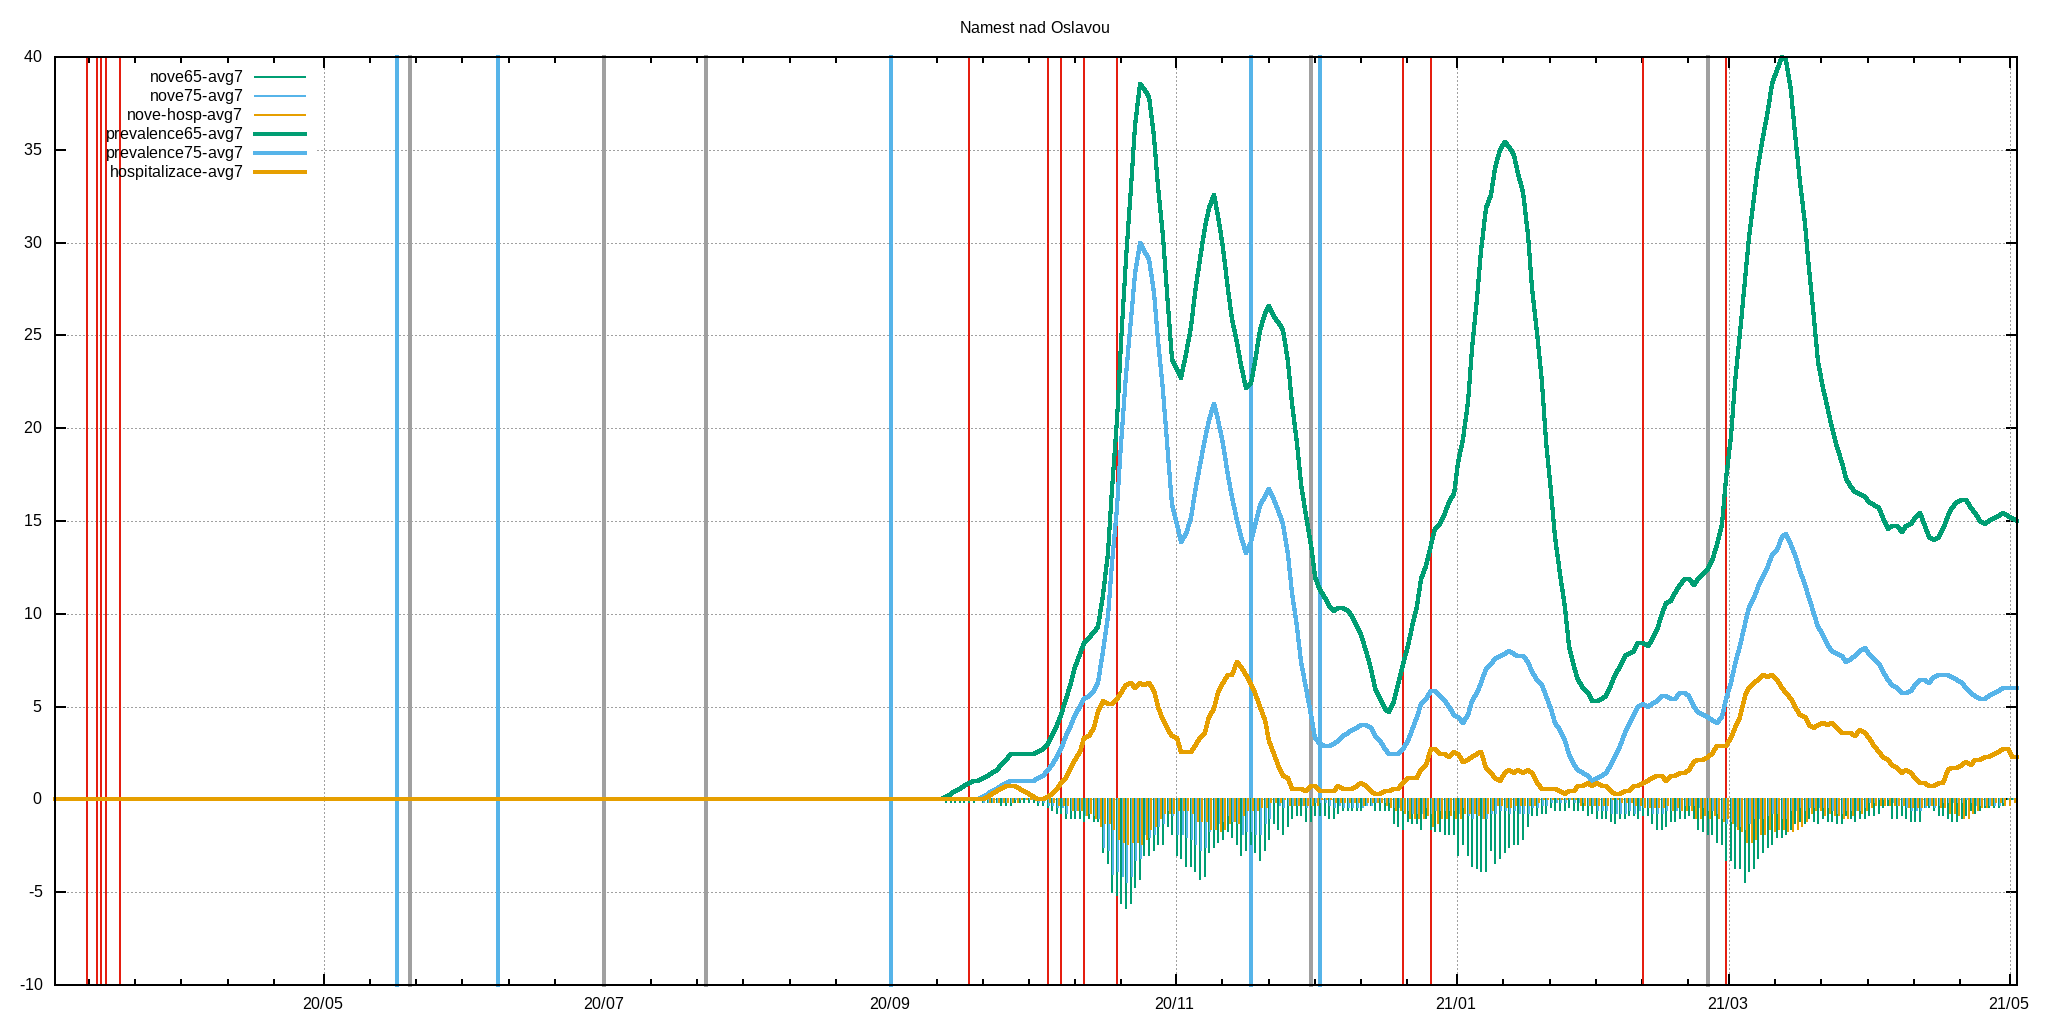 Namest nad Oslavou
40
35
30
25
20
15
10
5
0
-5
-10
nove65-avg7
nove75-avg7
nove-hosp-avg7
prevalence65-avg7
prevalence75-avg7
hospitalizace-avg7
20/05
20/07
20/09
20/11
21/01
21/03
21/05